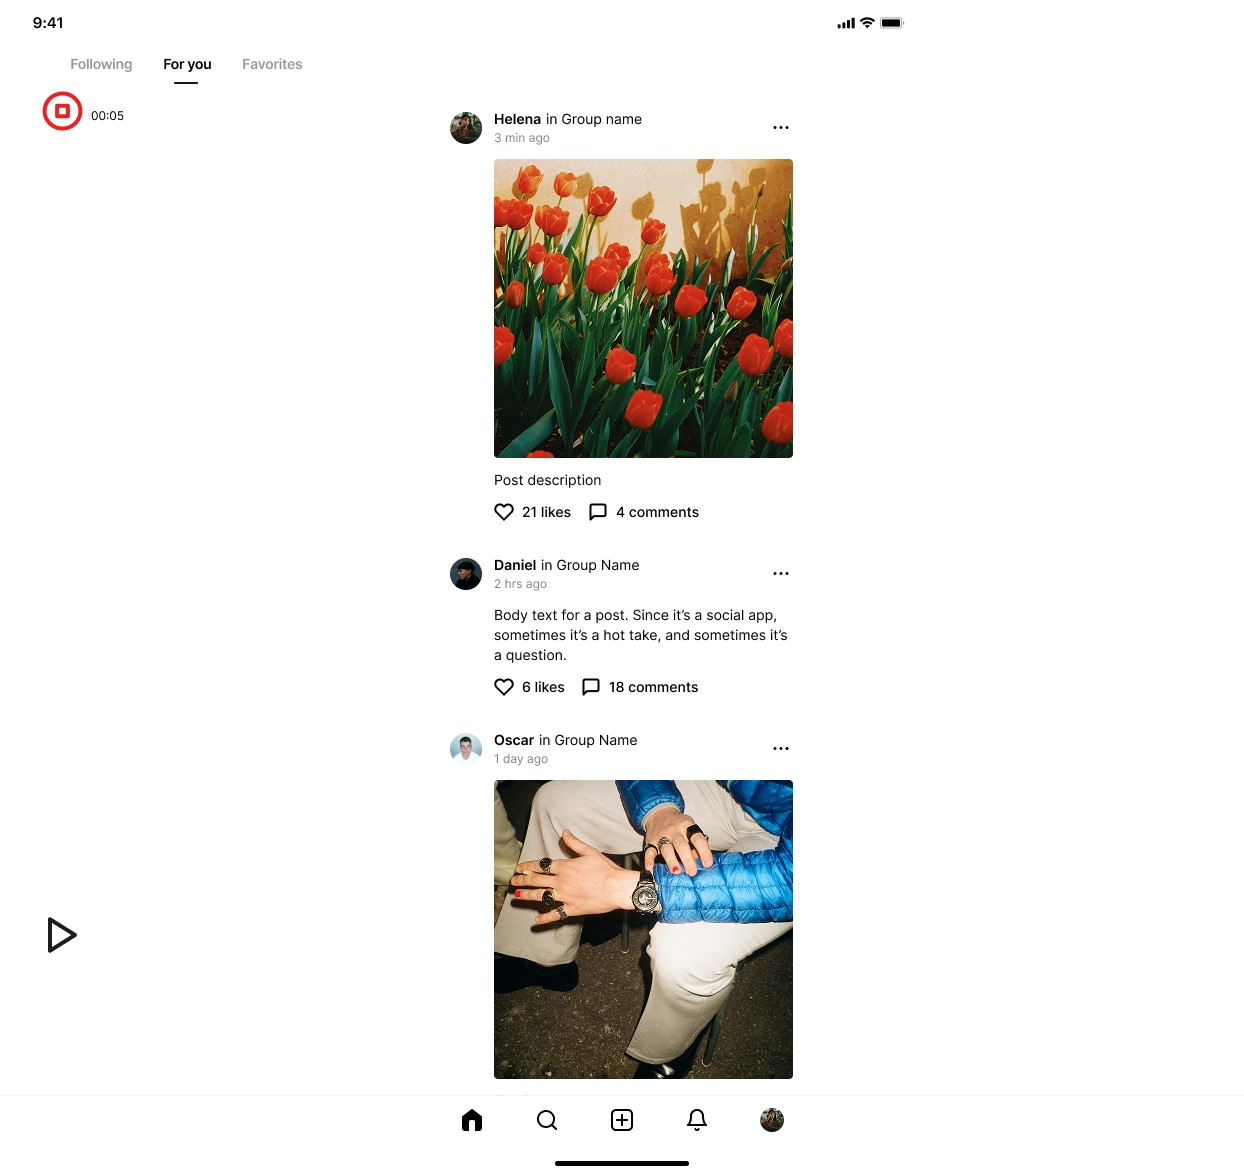 9:41
Following For you Favorites
00:05
Helena in Group name
3 min ago
Post description
21 likes 4 comments
Daniel in Group Name
2 hrs ago
Body text for a post. Since it’s a social app,
sometimes it’s a hot take, and sometimes it’s
a question.
6 likes 18 comments
Oscar in Group Name
1 day ago